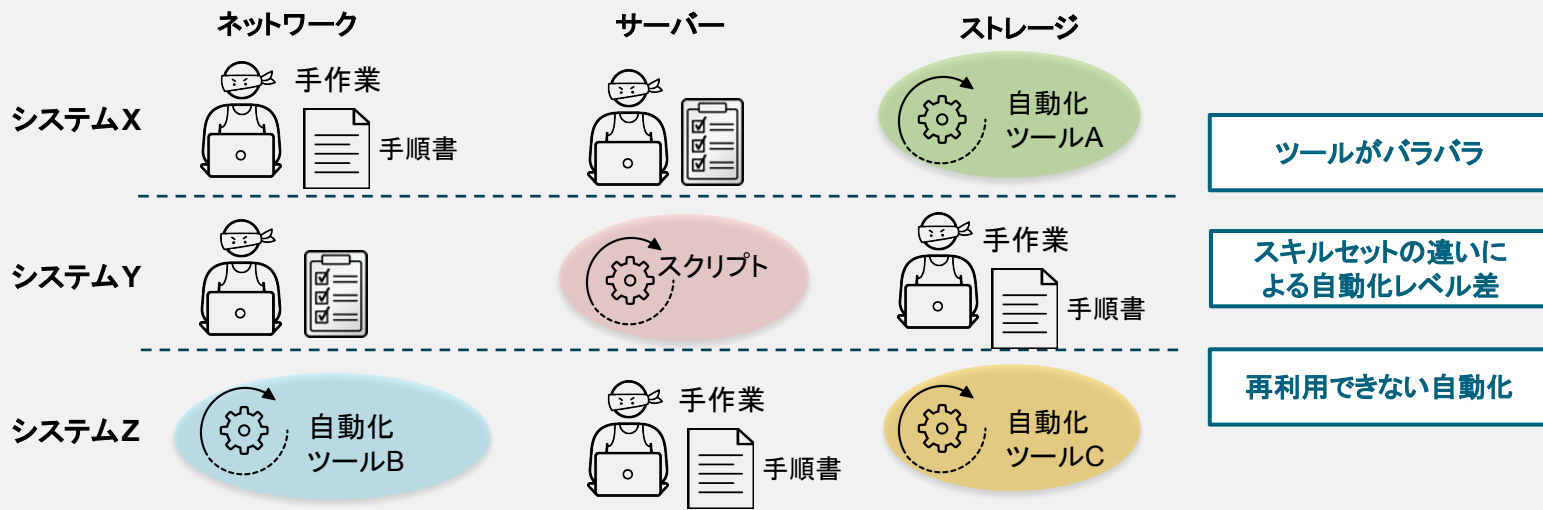 ネットワーク
サーバー
ストレージ
システムX
手作業
手順書
自動化
ツールA
システムY
スクリプト
手作業
手順書
システムZ
自動化
ツールB
手作業
手順書
自動化
ツールC
ツールがバラバラ
スキルセットの違いに
よる自動化レベル差
再利用できない自動化